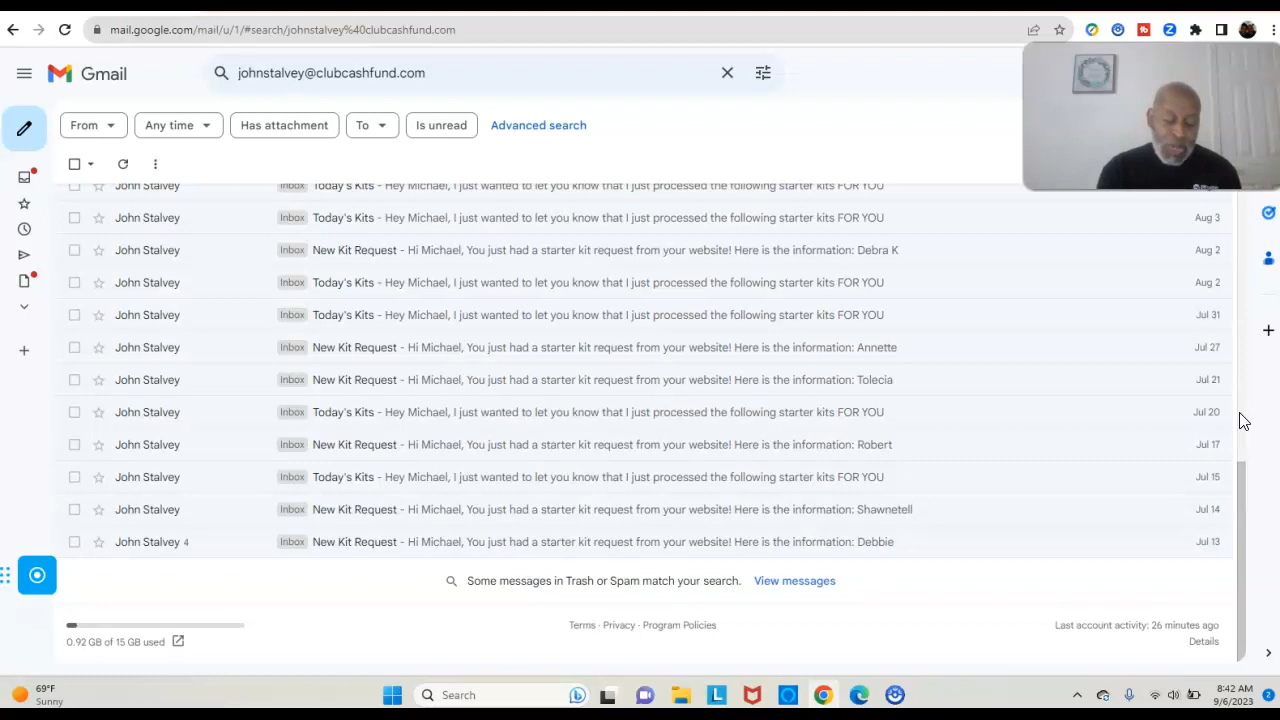 mail.google.com/mail/u/1/#search/johnstalvey%40clubcashfund.com
Gmail
johnstalvey@clubcashfund.com
From Any time Has attachment To Is unread Advanced search
John Stalvey Inbox Today's Kits - Hey Michael, I just wanted to let you know that I just processed the following starter kits FOR YOU
John Stalvey Inbox Today's Kits - Hey Michael, I just wanted to let you know that I just processed the following starter kits FOR YOU Aug 3
John Stalvey Inbox New Kit Request - Hi Michael, You just had a starter kit request from your website! Here is the information: Debra K Aug 2
John Stalvey Inbox Today's Kits - Hey Michael, I just wanted to let you know that I just processed the following starter kits FOR YOU Aug 2
John Stalvey Inbox Today's Kits - Hey Michael, I just wanted to let you know that I just processed the following starter kits FOR YOU Jul 31
John Stalvey Inbox New Kit Request - Hi Michael, You just had a starter kit request from your website! Here is the information: Annette Jul 27
John Stalvey Inbox New Kit Request - Hi Michael, You just had a starter kit request from your website! Here is the information: Tolecia Jul 21
John Stalvey Inbox Today's Kits - Hey Michael, I just wanted to let you know that I just processed the following starter kits FOR YOU Jul 20
John Stalvey Inbox New Kit Request - Hi Michael, You just had a starter kit request from your website! Here is the information: Robert Jul 17
John Stalvey Inbox Today's Kits - Hey Michael, I just wanted to let you know that I just processed the following starter kits FOR YOU Jul 15
John Stalvey Inbox New Kit Request - Hi Michael, You just had a starter kit request from your website! Here is the information: Shawnetell Jul 14
John Stalvey 4 Inbox New Kit Request - Hi Michael, You just had a starter kit request from your website! Here is the information: Debbie Jul 13
Some messages in Trash or Spam match your search. View messages
Terms · Privacy · Program Policies Last account activity: 26 minutes ago
0.92 GB of 15 GB used Details
69°F Search 8:42 AM
Sunny 9/6/2023 2